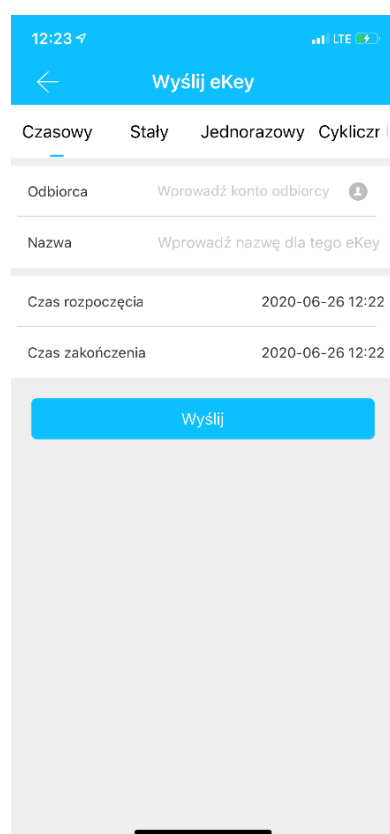 12:23 LTE
Wyślij eKey
Czasowy Stały Jednorazowy Cykliczr
Odbiorca Wprowadź konto odbiorcy
Nazwa Wprowadź nazwę dla tego eKey
Czas rozpoczęcia 2020-06-26 12:22
Czas zakończenia 2020-06-26 12:22
Wyślij